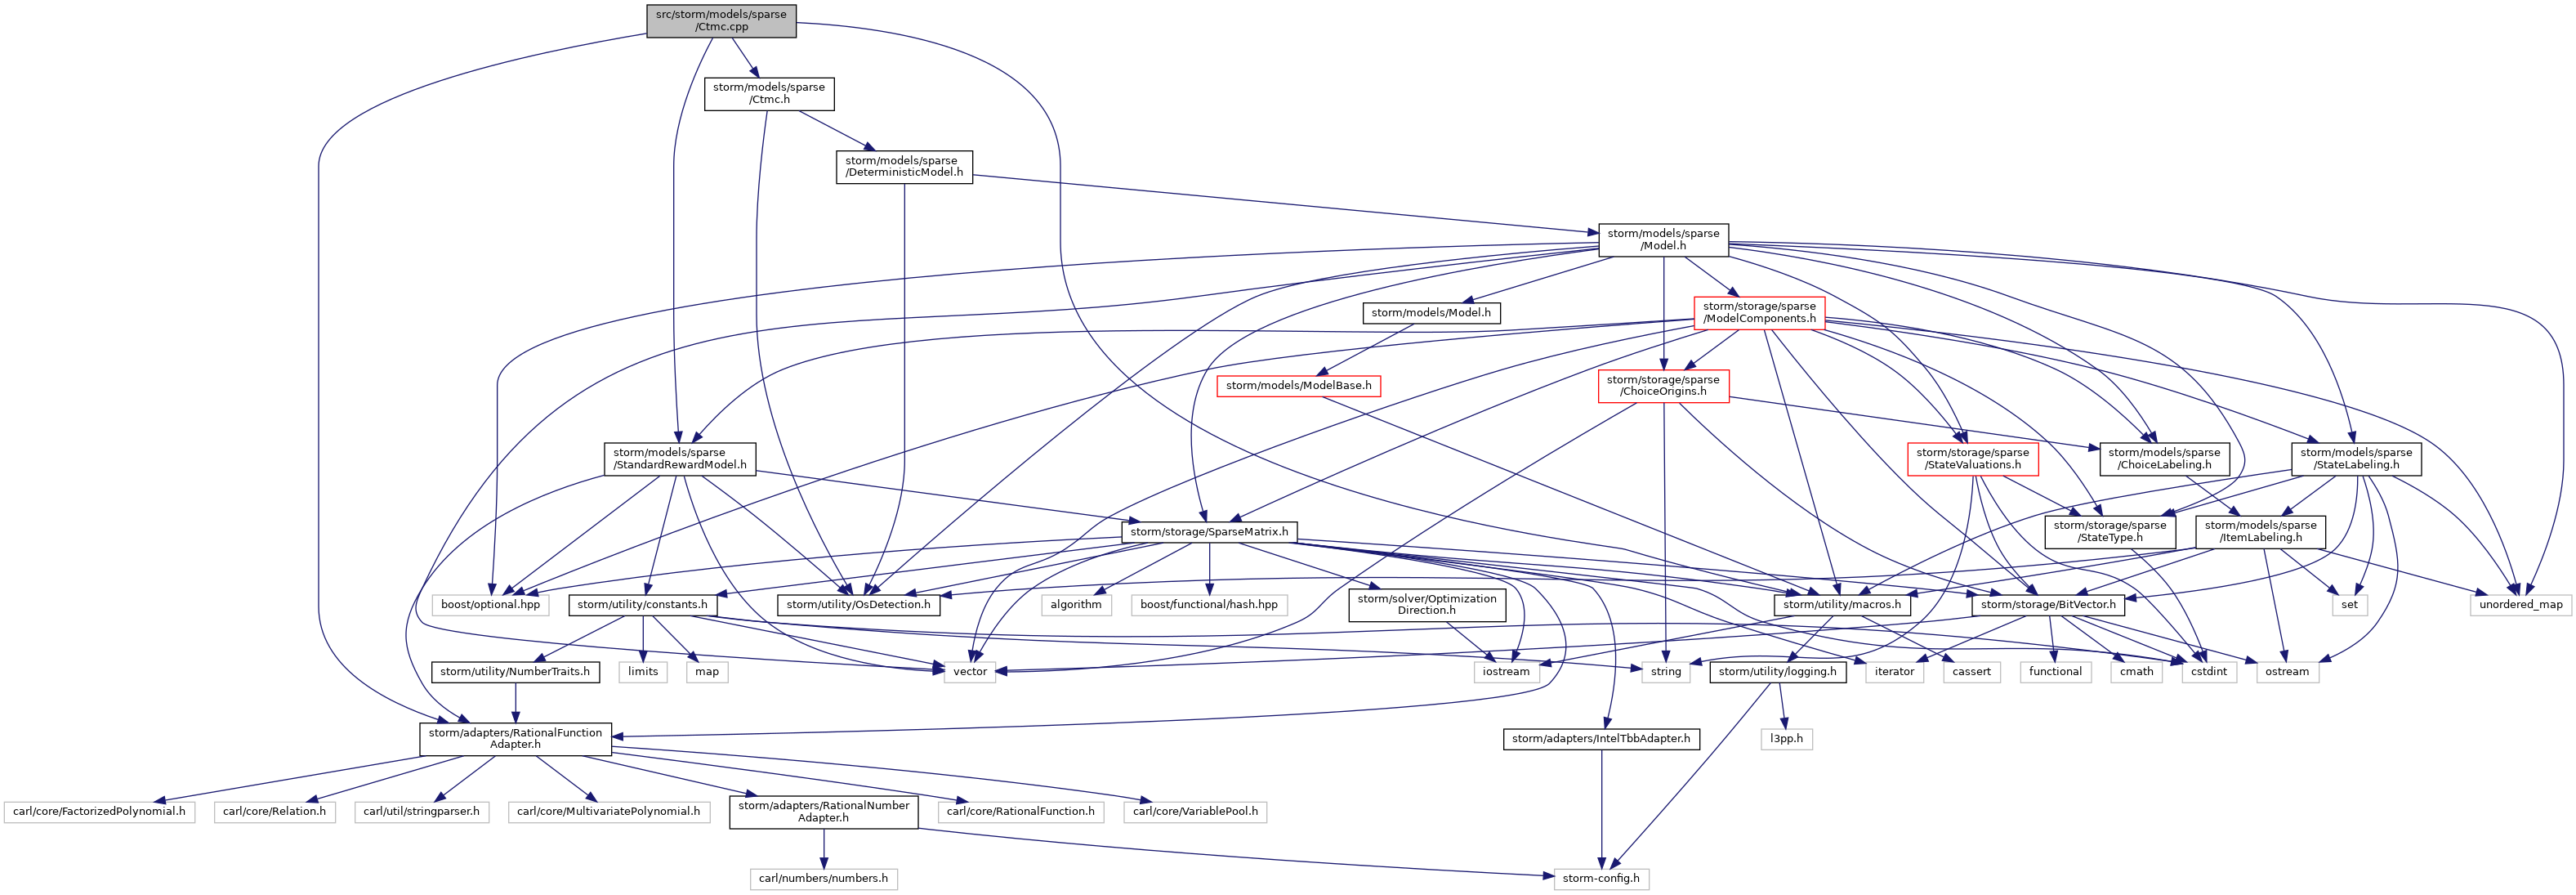 src/storm/models/sparse
/Ctmc.cpp
storm/models/sparse
/Ctmc.h
storm/models/sparse
/DeterministicModel.h
storm/models/sparse
/Model.h
storm/models/Model.h
storm/storage/sparse
/ModelComponents.h
storm/models/ModelBase.h
storm/storage/sparse
/ChoiceOrigins.h
storm/models/sparse
/StandardRewardModel.h
storm/storage/sparse
/StateValuations.h
storm/models/sparse
/ChoiceLabeling.h
storm/models/sparse
/StateLabeling.h
storm/storage/SparseMatrix.h
storm/storage/sparse
/StateType.h
storm/models/sparse
/ItemLabeling.h
boost/optional.hpp
storm/utility/constants.h
storm/utility/OsDetection.h
algorithm
boost/functional/hash.hpp
storm/solver/Optimization
Direction.h
storm/utility/macros.h
storm/storage/BitVector.h
set
unordered_map
storm/utility/NumberTraits.h
limits
map
vector
iostream
string
storm/utility/logging.h
iterator
cassert
functional
cmath
cstdint
ostream
storm/adapters/RationalFunction
Adapter.h
storm/adapters/IntelTbbAdapter.h
l3pp.h
carl/core/FactorizedPolynomial.h
carl/core/Relation.h
carl/util/stringparser.h
carl/core/MultivariatePolynomial.h
storm/adapters/RationalNumber
Adapter.h
carl/core/RationalFunction.h
carl/core/VariablePool.h
carl/numbers/numbers.h
storm-config.h